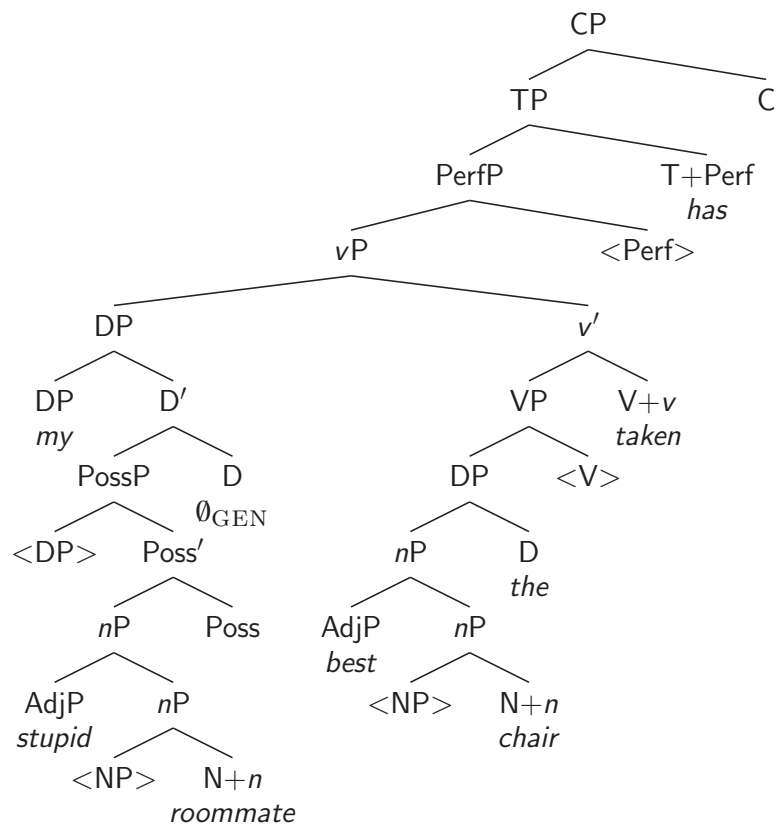 CP
TP C
PerfP T+Perf
has
vP <Perf>
DP v′
DP D′ VP V+v
my taken
PossP D DP <V>
∅GEN
<DP> Poss′ nP D
the
nP Poss AdjP nP
best
AdjP nP <NP> N+n
stupid chair
<NP> N+n
roommate